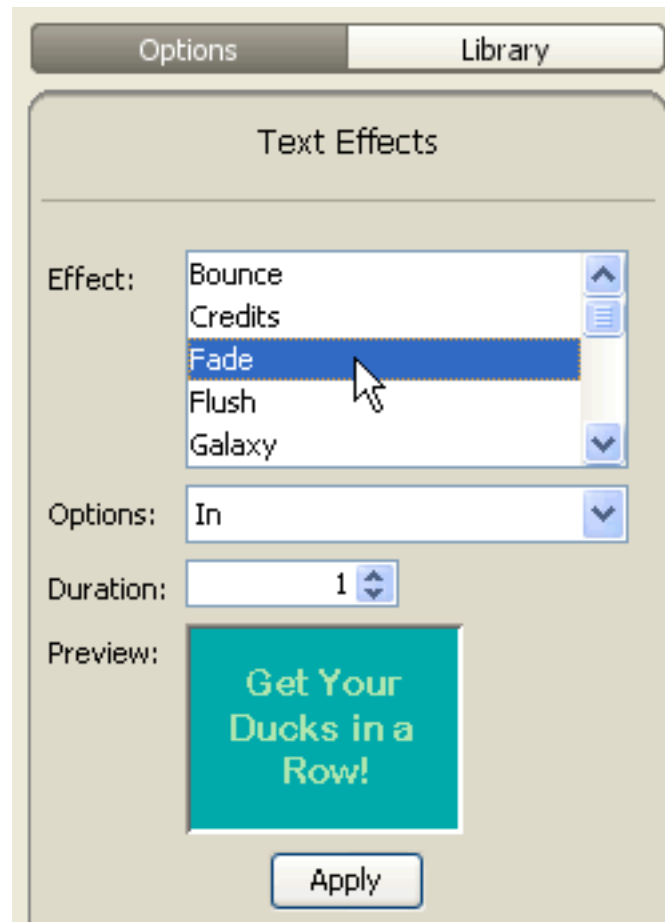 Options Library
Text Effects
Effect:
Bounce
Credits
Fade
Flush
Galaxy
Options: In
Duration: 1
Preview:
Get Your
Ducks in a
Row!
Apply